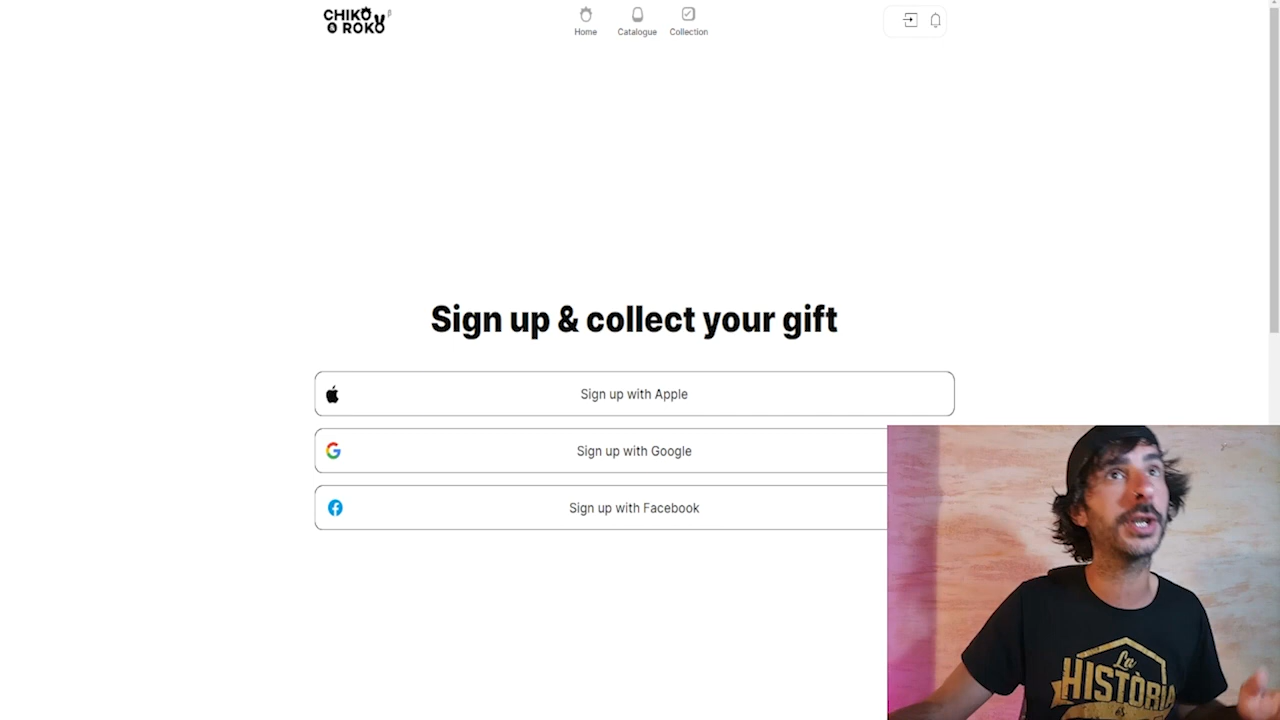 CHIKO
& ROKO
Home
Catalogue
Collection
Sign up & collect your gift
Sign up with Apple
Sign up with Google
Sign up with Facebook
La
HISTÒRIA